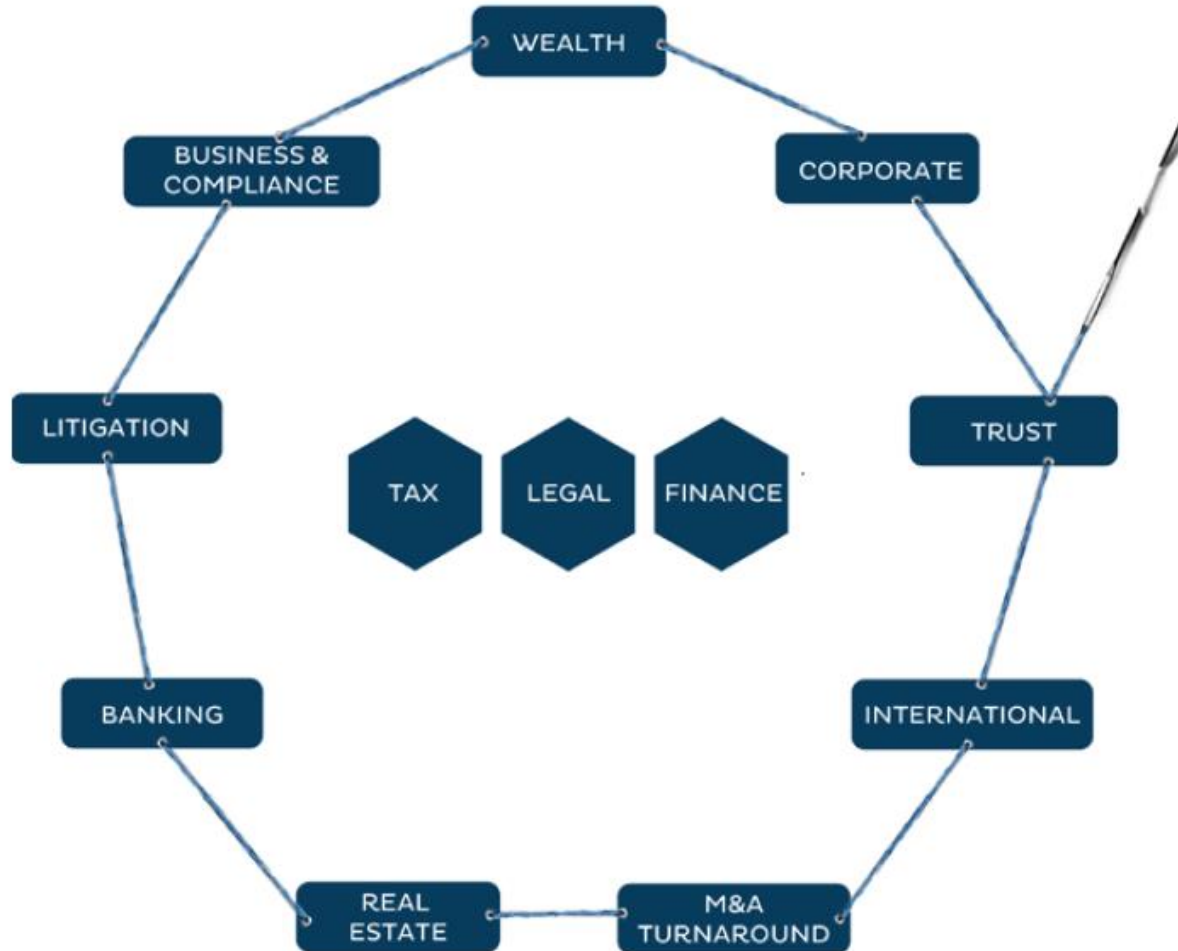 WEALTH
BUSINESS &
COMPLIANCE
CORPORATE
LITIGATION
TRUST
TAX
LEGAL
FINANCE
BANKING
INTERNATIONAL
REAL
ESTATE
M&A
TURNAROUND